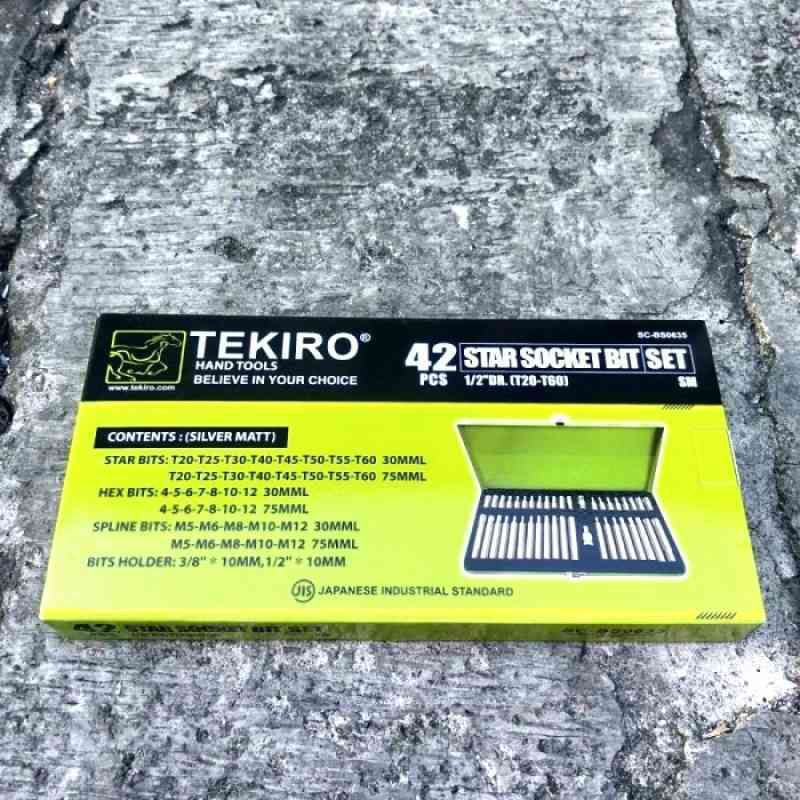 TEKIRO®
HAND TOOLS
BELIEVE IN YOUR CHOICE
www.tekiro.com
SC-BS0635
42 PCS
STAR SOCKET BIT SET
1/2"DR. (T20-T60)
SM
CONTENTS : (SILVER MATT)
STAR BITS: T20-T25-T30-T40-T45-T50-T55-T60 30MML
T20-T25-T30-T40-T45-T50-T55-T60 75MML
HEX BITS: 4-5-6-7-8-10-12 30MML
4-5-6-7-8-10-12 75MML
SPLINE BITS: M5-M6-M8-M10-M12 30MML
M5-M6-M8-M10-M12 75MML
BITS HOLDER: 3/8" * 10MM,1/2" * 10MM
JIS JAPANESE INDUSTRIAL STANDARD
42 STAR SOCKET BIT SET